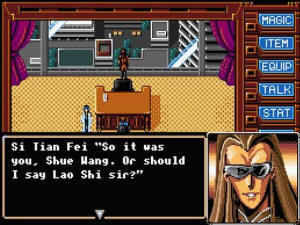 MAGIC
ITEM
EQUIP
TALK
STAT
Si Tian Fei "So it was
you, Shue Wang. Or should
I say Lao Shi sir?"